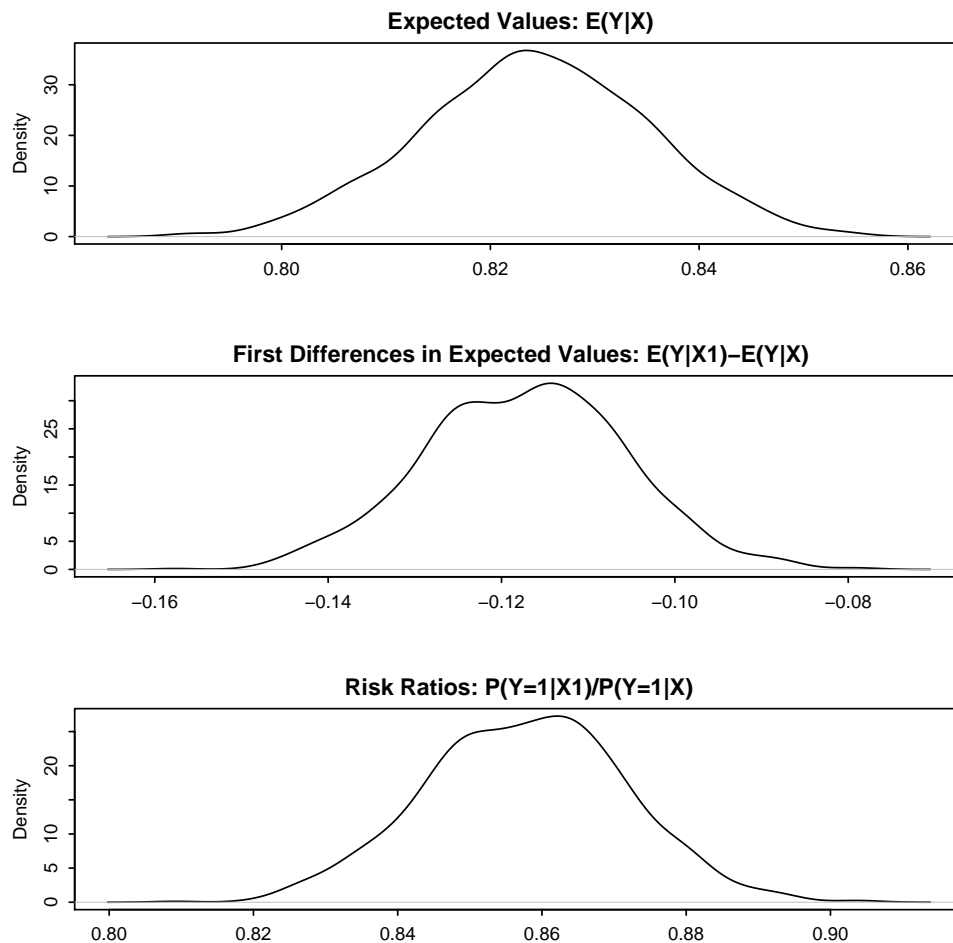 Expected Values: E(Y|X)
Density
0 10 20 30
0.80 0.82 0.84 0.86
First Differences in Expected Values: E(Y|X1)−E(Y|X)
Density
0 5 15 25
−0.16 −0.14 −0.12 −0.10 −0.08
Risk Ratios: P(Y=1|X1)/P(Y=1|X)
Density
0 5 10 20
0.80 0.82 0.84 0.86 0.88 0.90